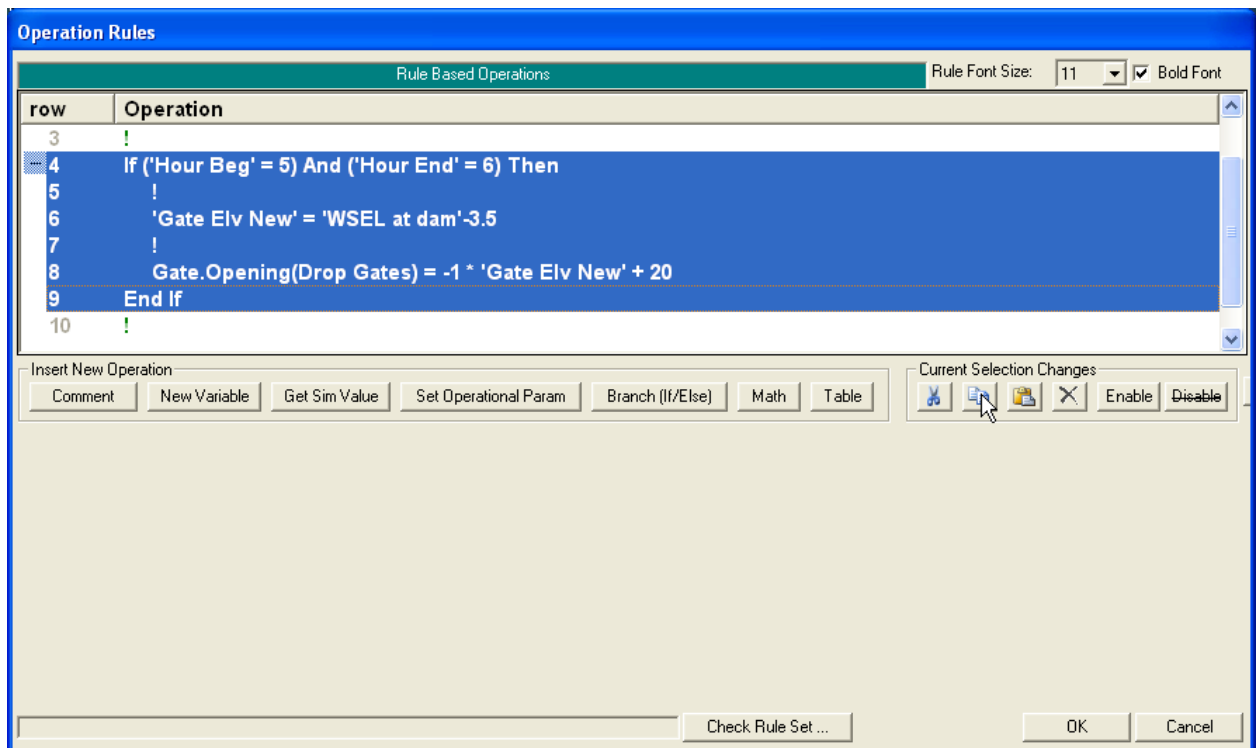 Operation Rules
Rule Based Operations Rule Font Size: 11 Bold Font
row Operation
3 !
4 If ('Hour Beg' = 5) And ('Hour End' = 6) Then
5 !
6 'Gate Elv New' = 'WSEL at dam'-3.5
7 !
8 Gate.Opening(Drop Gates) = -1 * 'Gate Elv New' + 20
9 End If
10 !
Insert New Operation Current Selection Changes
Comment New Variable Get Sim Value Set Operational Param Branch (If/Else) Math Table Enable Disable
Check Rule Set ... OK Cancel